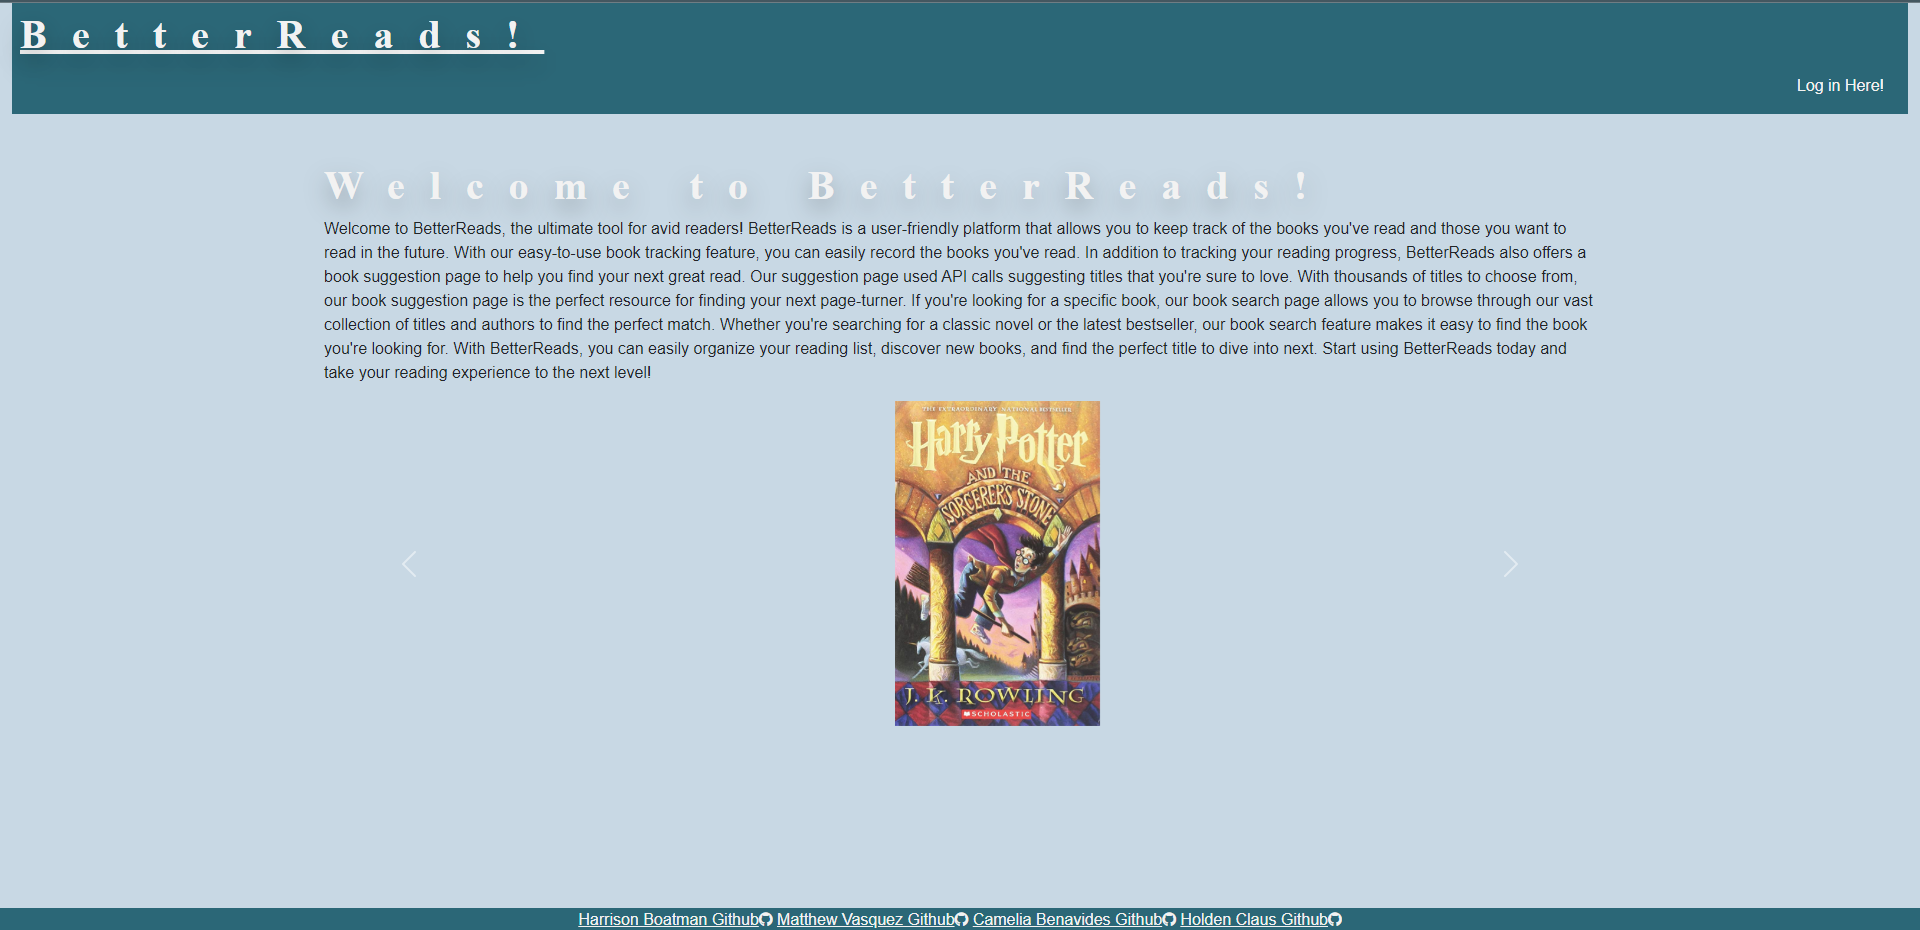 BetterReads!
Log in Here!
Welcome to BetterReads!
Welcome to BetterReads, the ultimate tool for avid readers! BetterReads is a user-friendly platform that allows you to keep track of the books you've read and those you want to
read in the future. With our easy-to-use book tracking feature, you can easily record the books you've read. In addition to tracking your reading progress, BetterReads also offers a
book suggestion page to help you find your next great read. Our suggestion page used API calls suggesting titles that you're sure to love. With thousands of titles to choose from,
our book suggestion page is the perfect resource for finding your next page-turner. If you're looking for a specific book, our book search page allows you to browse through our vast
collection of titles and authors to find the perfect match. Whether you're searching for a classic novel or the latest bestseller, our book search feature makes it easy to find the book
you're looking for. With BetterReads, you can easily organize your reading list, discover new books, and find the perfect title to dive into next. Start using BetterReads today and
take your reading experience to the next level!
THE EXTRAORDINARY NATIONAL BESTSELLER
Harry Potter
AND THE
SORCERER'S STONE
J. K. ROWLING
SCHOLASTIC
Harrison Boatman Github Matthew Vasquez Github Camelia Benavides Github Holden Claus Github